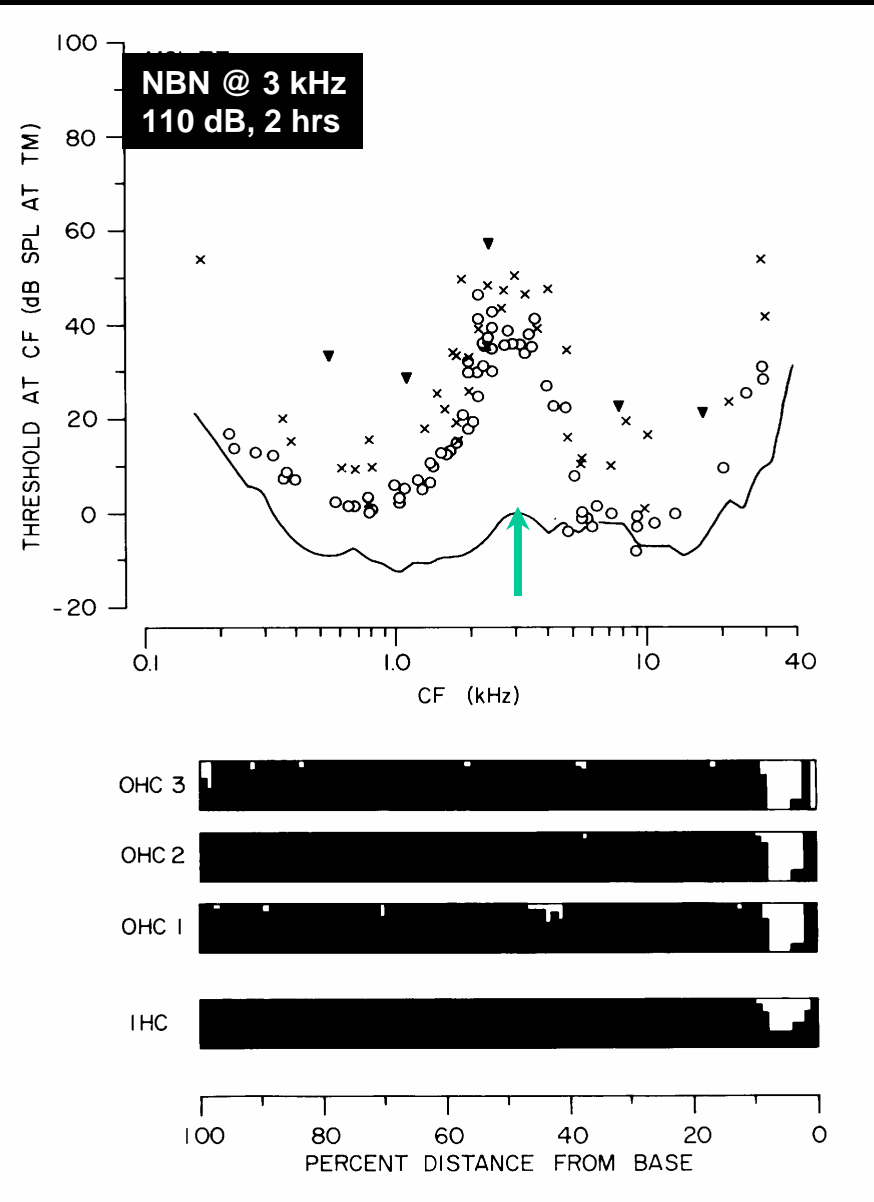 NBN @ 3 kHz
110 dB, 2 hrs
THRESHOLD AT CF (dB SPL AT TM)
100
80
60
40
20
0
-20
0.1
1.0
10
40
CF (kHz)
OHC 3
OHC 2
OHC 1
IHC
100 80 60 40 20 0
PERCENT DISTANCE FROM BASE